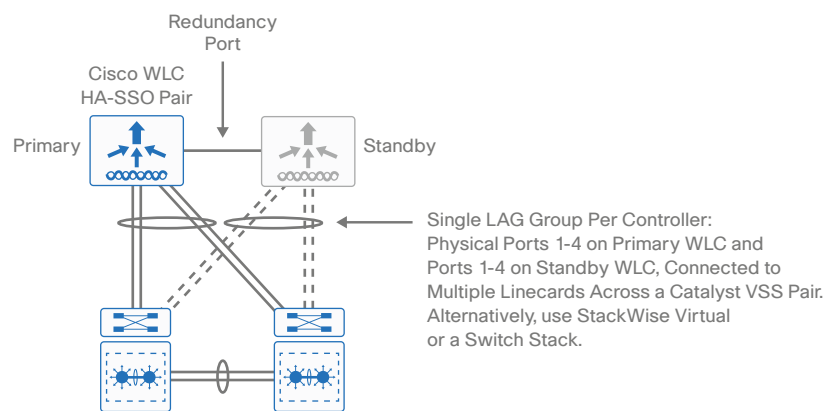 Redundancy
Port
Cisco WLC
HA-SSO Pair
Primary
Standby
Single LAG Group Per Controller:
Physical Ports 1-4 on Primary WLC and
Ports 1-4 on Standby WLC, Connected to
Multiple Linecards Across a Catalyst VSS Pair.
Alternatively, use StackWise Virtual
or a Switch Stack.